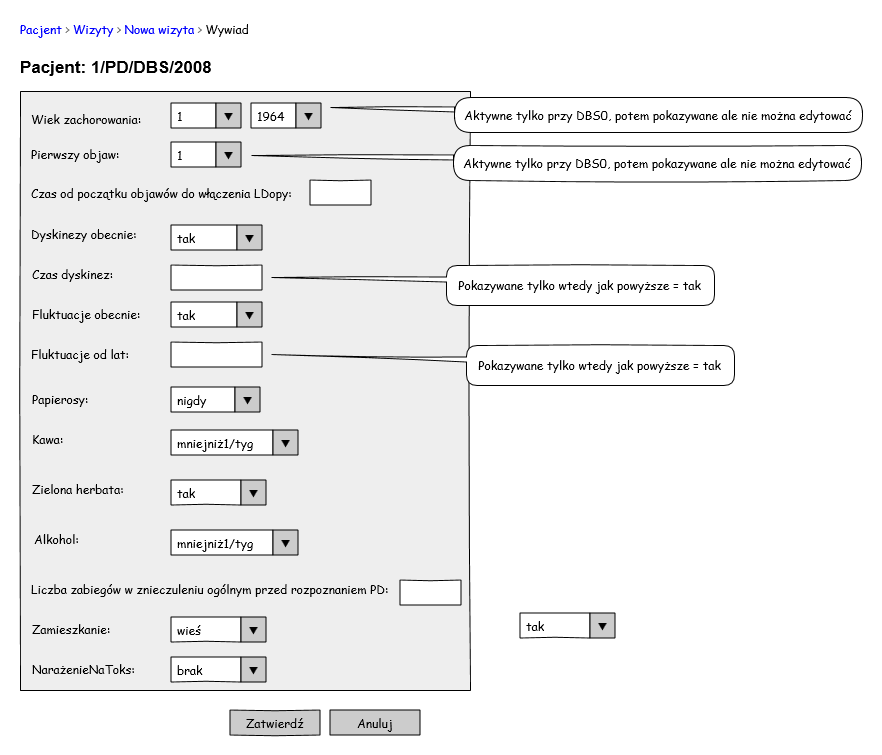 Pacjent > Wizyty > Nowa wizyta > Wywiad
Pacjent: 1/PD/DBS/2008
Wiek zachorowania: 1 ▼ 1964 ▼ Aktywne tylko przy DBS0, potem pokazywane ale nie można edytować
Pierwszy objaw: 1 ▼ Aktywne tylko przy DBS0, potem pokazywane ale nie można edytować
Czas od początku objawów do włączenia LDopy:
Dyskinezy obecnie: tak ▼
Czas dyskinez: Pokazywane tylko wtedy jak powyższe = tak
Fluktuacje obecnie: tak ▼
Fluktuacje od lat: Pokazywane tylko wtedy jak powyższe = tak
Papierosy: nigdy ▼
Kawa: mniejniż1/tyg ▼
Zielona herbata: tak ▼
Alkohol: mniejniż1/tyg ▼
Liczba zabiegów w znieczuleniu ogólnym przed rozpoznaniem PD:
Zamieszkanie: wieś ▼ tak ▼
NarażenieNaToks: brak ▼
Zatwierdź Anuluj